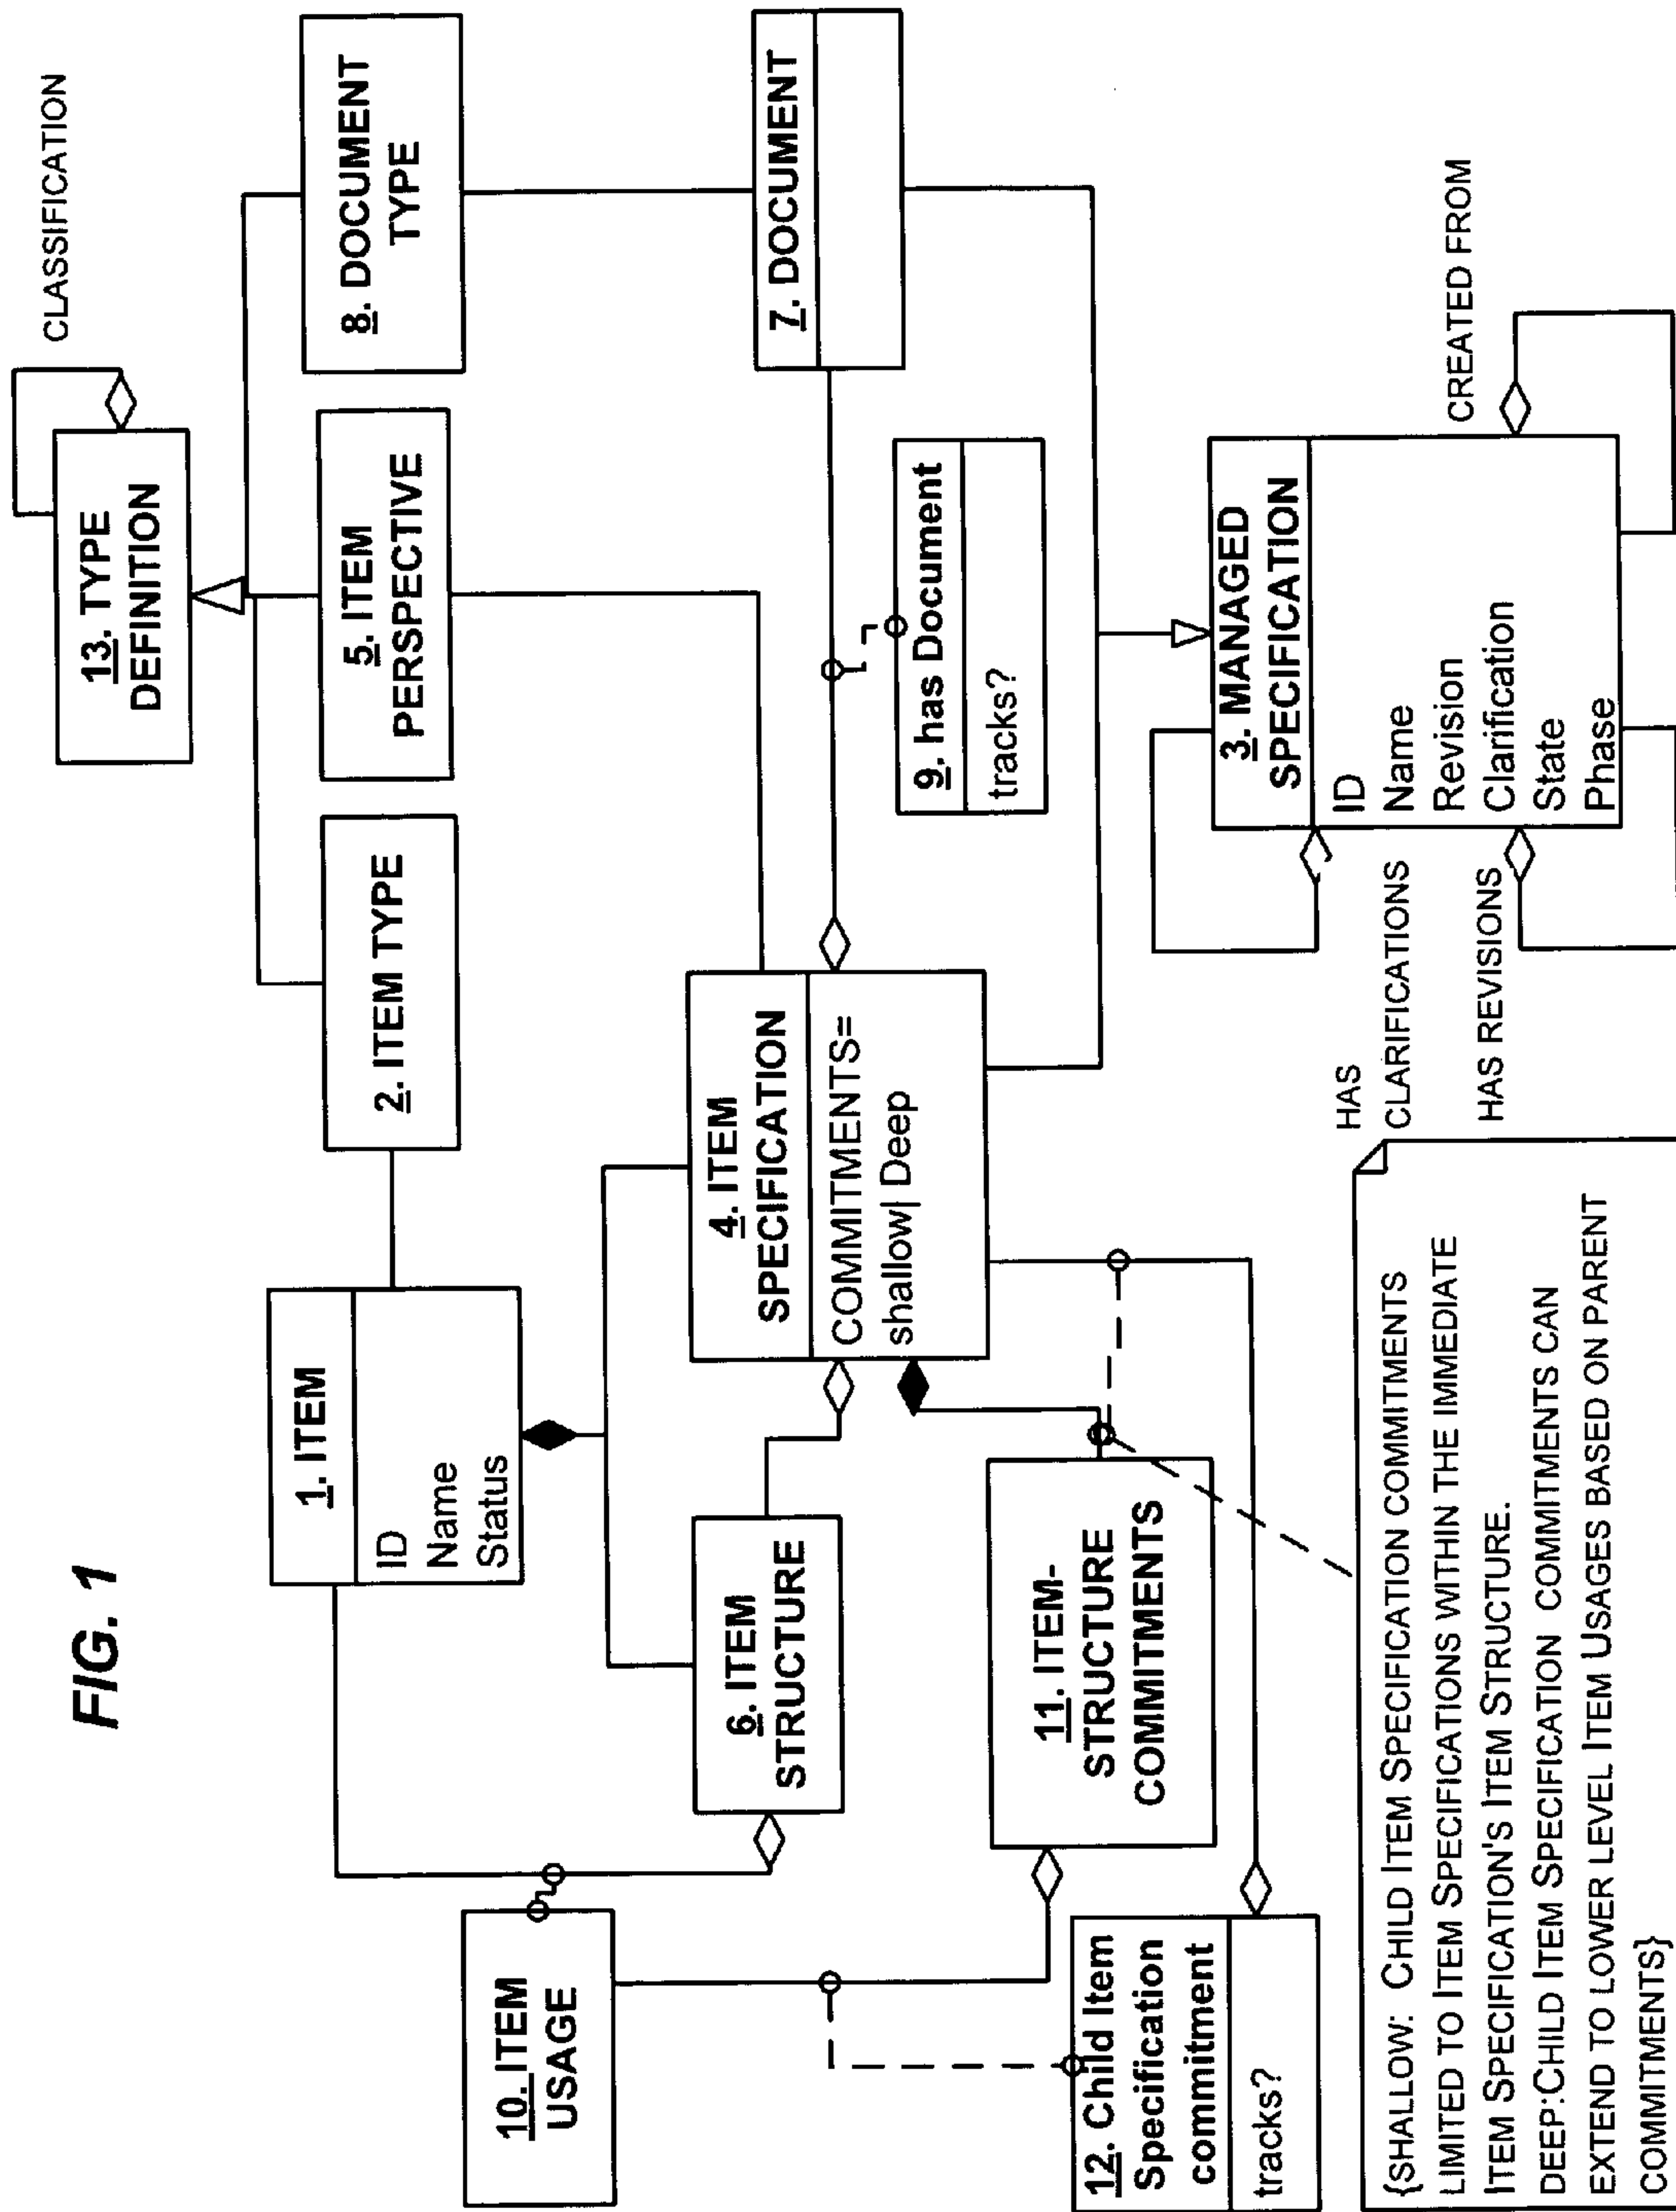 FIG. 1
CLASSIFICATION
13. TYPE
DEFINITION
1. ITEM
ID
Name
Status
2. ITEM TYPE
5. ITEM
PERSPECTIVE
8. DOCUMENT
TYPE
10. ITEM
USAGE
6. ITEM
STRUCTURE
4. ITEM
SPECIFICATION
COMMITMENTS=
shallow| Deep
7. DOCUMENT
9. has Document
tracks?
11. ITEM-
STRUCTURE
COMMITMENTS
12. Child Item
Specification
commitment
tracks?
3. MANAGED
SPECIFICATION
ID
Name
Revision
Clarification
State
Phase
HAS
CLARIFICATIONS
HAS REVISIONS
CREATED FROM
{SHALLOW: CHILD ITEM SPECIFICATION COMMITMENTS
LIMITED TO ITEM SPECIFICATIONS WITHIN THE IMMEDIATE
ITEM SPECIFICATION'S ITEM STRUCTURE.
DEEP:CHILD ITEM SPECIFICATION COMMITMENTS CAN
EXTEND TO LOWER LEVEL ITEM USAGES BASED ON PARENT
COMMITMENTS}